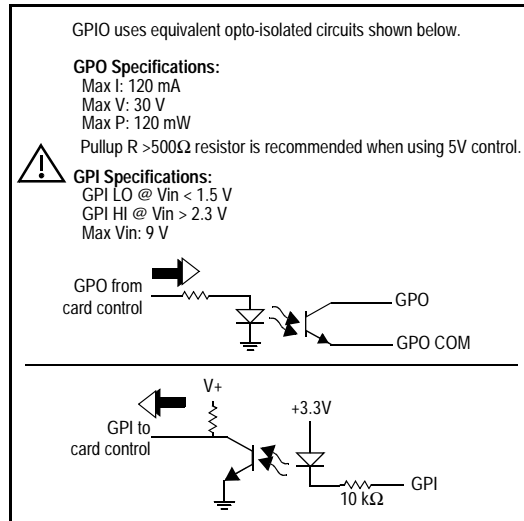 GPIO uses equivalent opto-isolated circuits shown below.
GPO Specifications:
Max I: 120 mA
Max V: 30 V
Max P: 120 mW
Pullup R >500Ω resistor is recommended when using 5V control.
GPI Specifications:
GPI LO @ Vin < 1.5 V
GPI HI @ Vin > 2.3 V
Max Vin: 9 V
GPO from
card control
GPO
GPO COM
V+
+3.3V
GPI to
card control
GPI
10 kΩ